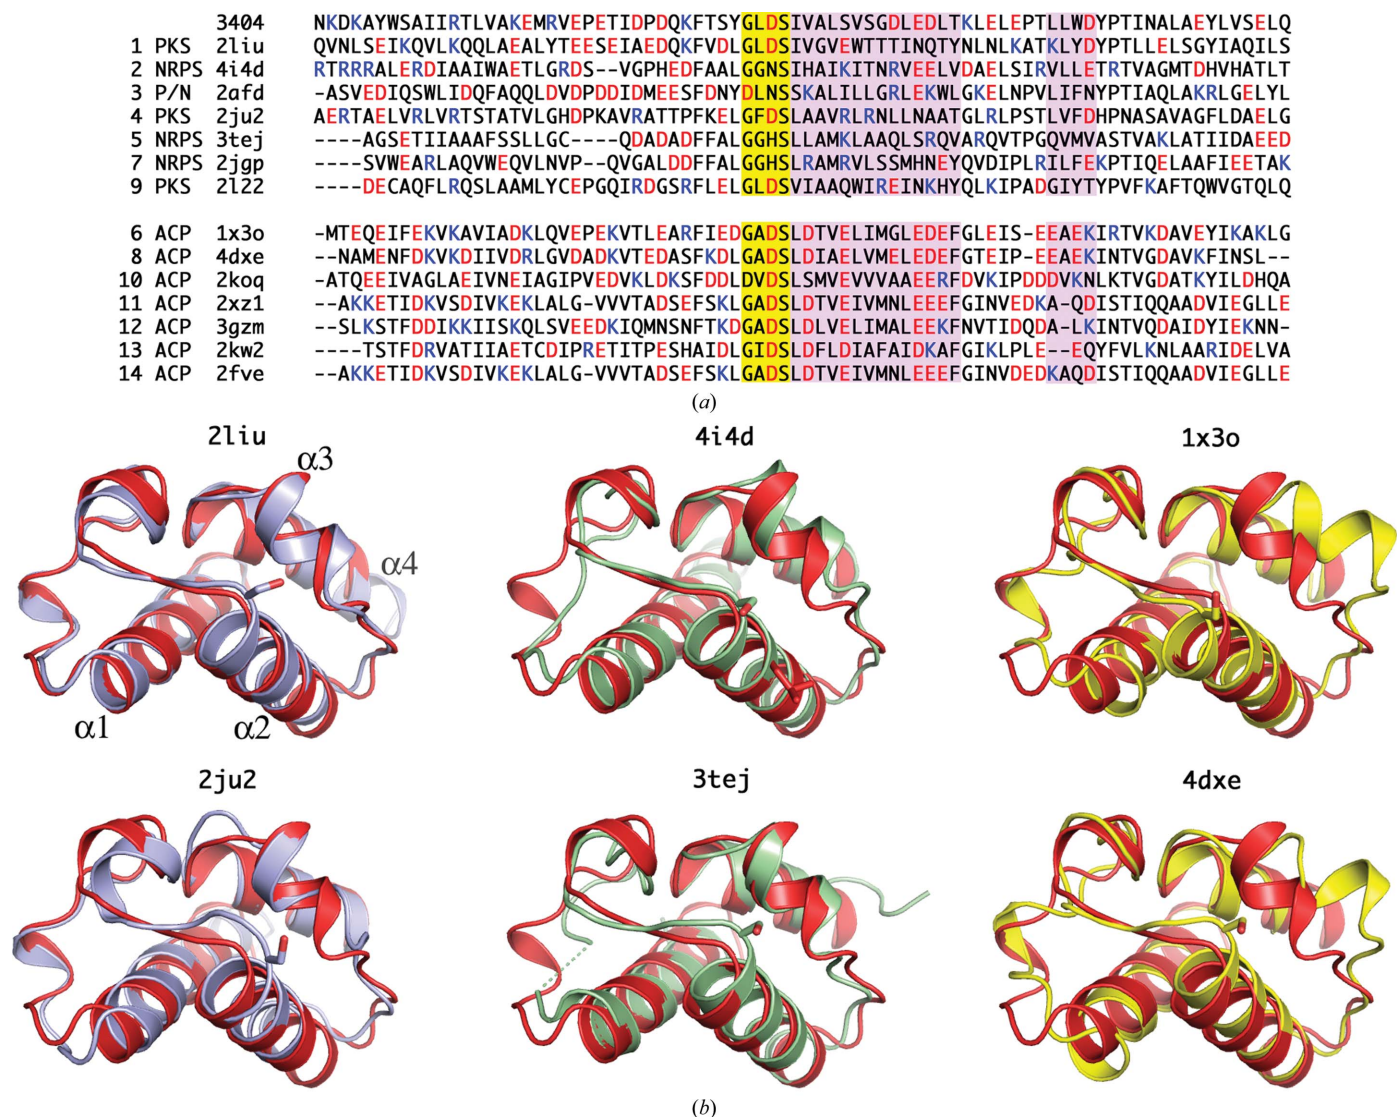 3404 NKDKAYWSAIIRTLVAKEMRVEPETIDPDQKFTSYGLDSIVALSVSGDLEDLTKLELEPTLLWDYPTINALAEYLVSELQ
1 PKS 2liu QVNLSEIKQVLKQQLAEALYTEESEIAEDQKFVDLGLDSIVGVEWTTTINQTYNLNLKATKLYDYPTLLELSGYIAQILS
2 NRPS 4i4d RTRRRALERDIAAIWAETLGRDS--VGPHEDFAALGGNSIHAIKITNRVEELVDAELSIRVLLETRTVAGMTDHVHATLT
3 P/N 2afd -ASVEDIQSWLIDQFAQQLDVDPDDIDMEESFDNYDLNSSKALILLGRLEKWLGKELNPVLIFNYPTIAQLAKRLGELYL
4 PKS 2ju2 AERTAELVRLVRTSTATVLGHDPKAVRATTPFKELGFDSLAAVRLRNLLNAATGLRLPSTLVFDHPNASAVAGFLDAELG
5 NRPS 3tej ----AGSETIIAAAFSSLLGC---QDADADFFALGGHSLLAMKLAAQLSRQVARQVTPGQVMVASTVAKLATIIDAEED
7 NRPS 2jgp ----SVWEARLAQVWEQVLNVP--QVGALDDFFALGGHSLRAMRVLSSMHNEYQVDIPLRILFEKPTIQELAAFIEETAK
9 PKS 2l22 ----DECAQFLRQSLAAMLYCEPGQIRDGSRFLELGLDSVIAAQWIREINKHYQLKIPADGIYTYPVFKAFTQWVGTQLQ
6 ACP 1x3o -MTEQEIFEKVKAVIADKLQVEPEKVTLEARFIEDGADSLDTVELIMGLEDEFGLEIS-EEAEKIRTVKDAVEYIKAKLG
8 ACP 4dxe --NAMENFDKVKDIIVDRLGVDADKVTEDASFKDDLGADSLDIAELVMELEDEFGTEIP-EEAEKINTVGDAVKFINSL--
10 ACP 2koq -ATQEEIVAGLAEIVNEIAGIPVEDVKLDKSFDDLDVDSLSMVEVVVAAEERFDVKIPDDDVKNLKTVGDATKYILDHQA
11 ACP 2xz1 --AKKETIDKVSDIVKEKLALG-VVVTADSEFSKLGADSLDTVEIVMNLEEEFGINVEDKA-QDISTIQQAADVIEGLLE
12 ACP 3gzm --SLKSTFDDIKKIISKQLSVEEDKIQMNSNFTKDGADSLDLVELIMALEEKFNVTIDQDA-LKINTVQDAIDYIEKNN-
13 ACP 2kw2 ----TSTFDRVATIIAETCDIPRETITPESHAIDLGIDSLDFLDIAFAIDKAFGIKLPLE--EQYFVLKNLAARIDELVA
14 ACP 2fve --AKKETIDKVSDIVKEKLALG-VVVTADSEFSKLGADSLDTVEIVMNLEEEFGINVDEDKAQDISTIQQAADVIEGLLE
(a)
2liu 4i4d 1x3o
α3
α4
α1 α2
2ju2 3tej 4dxe
(b)